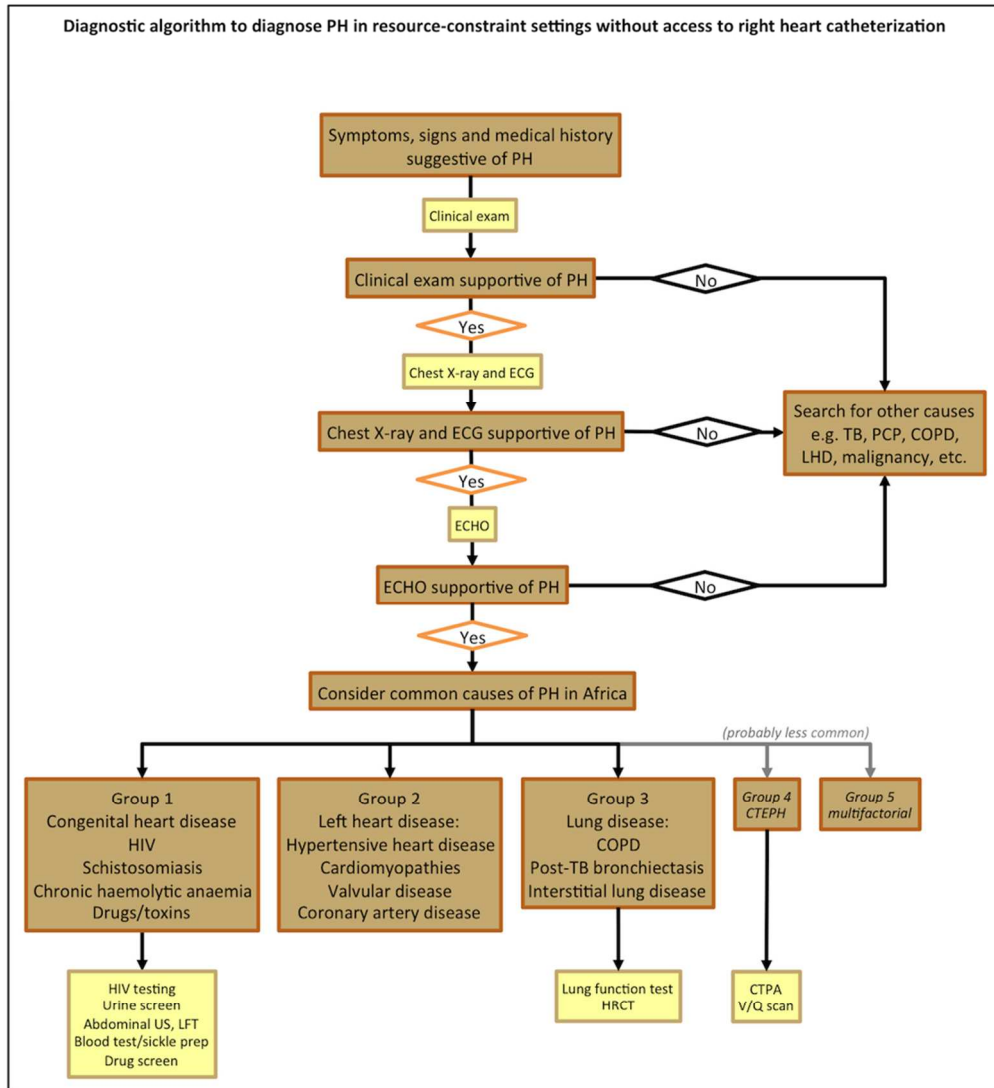 Diagnostic algorithm to diagnose PH in resource-constraint settings without access to right heart catheterization
Symptoms, signs and medical history
suggestive of PH
Clinical exam
Clinical exam supportive of PH
No
Yes
Chest X-ray and ECG
Chest X-ray and ECG supportive of PH
No
Search for other causes
e.g. TB, PCP, COPD,
LHD, malignancy, etc.
Yes
ECHO
ECHO supportive of PH
No
Yes
Consider common causes of PH in Africa
(probably less common)
Group 1
Congenital heart disease
HIV
Schistosomiasis
Chronic haemolytic anaemia
Drugs/toxins
Group 2
Left heart disease:
Hypertensive heart disease
Cardiomyopathies
Valvular disease
Coronary artery disease
Group 3
Lung disease:
COPD
Post-TB bronchiectasis
Interstitial lung disease
Group 4
CTEPH
Group 5
multifactorial
HIV testing
Urine screen
Abdominal US, LFT
Blood test/sickle prep
Drug screen
Lung function test
HRCT
CTPA
V/Q scan